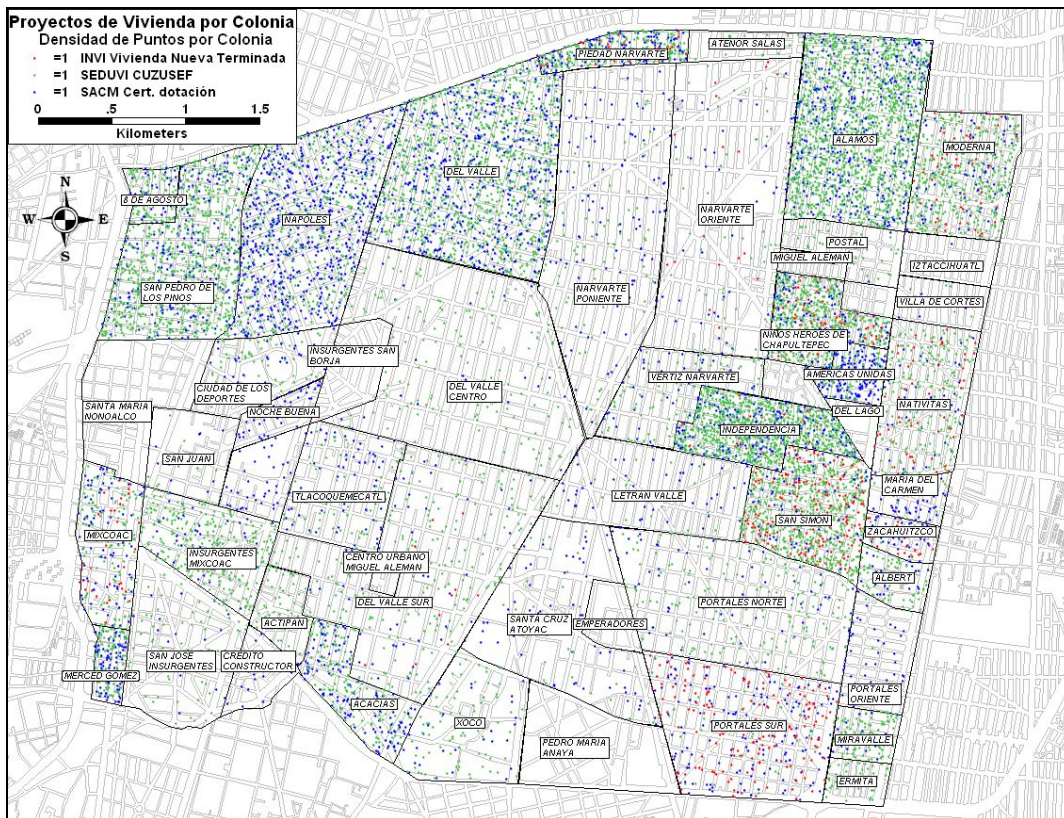 Proyectos de Vivienda por Colonia
Densidad de Puntos por Colonia
=1 INVI Vivienda Nueva Terminada
=1 SEDUVI CUZUSEF
=1 SACM Cert. dotación
0 .5 1 1.5
Kilometers
N
W E
S
PIEDAD NARVARTE
ATENOR SALAS
ALAMOS
MODERNA
DEL VALLE
8 DE AGOSTO
NAPOLES
NARVARTE
ORIENTE
POSTAL
MIGUEL ALEMAN
IZTACCIHUATL
SAN PEDRO DE
LOS PINOS
NARVARTE
PONIENTE
VILLA DE CORTES
NIÑOS HEROES DE
CHAPULTEPEC
INSURGENTES SAN
BORJA
AMERICAS UNIDAS
VERTIZ NARVARTE
CIUDAD DE LOS
DEPORTES
DEL VALLE
CENTRO
SANTA MARIA
NONOALCO
NOCHE BUENA
DEL LAGO
NATIVITAS
INDEPENDENCIA
SAN JUAN
TLACOQUEMECATL
LETRAN VALLE
MARIA DEL
CARMEN
SAN SIMON
ZACAHUITZCO
MIXCOAC
INSURGENTES
MIXCOAC
CENTRO URBANO
MIGUEL ALEMAN
ALBERT
DEL VALLE SUR
PORTALES NORTE
ACTIPAN
SANTA CRUZ
ATOYAC
EMPERADORES
SAN JOSE
INSURGENTES
CREDITO
CONSTRUCTOR
MERCED GOMEZ
PORTALES
ORIENTE
ACACIAS
XOCO
PORTALES SUR
PEDRO MARIA
ANAYA
MIRAVALLE
ERMITA